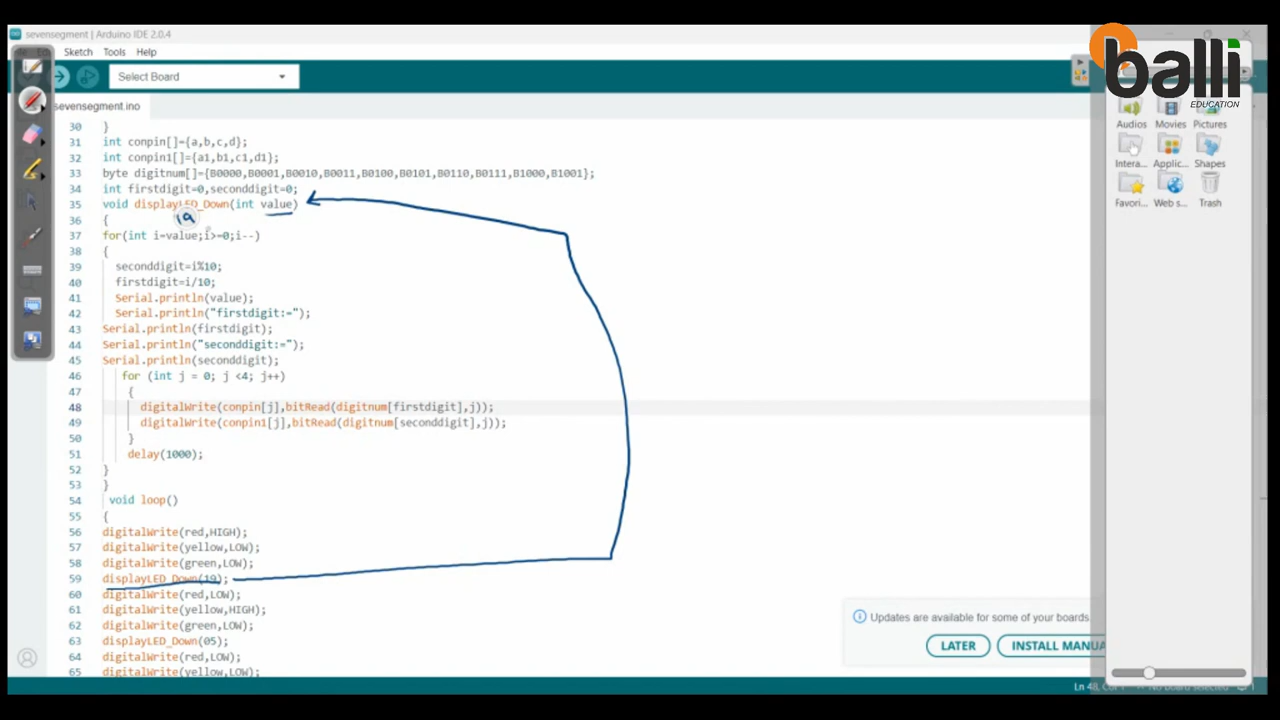 sevensegment | Arduino IDE 2.0.4
Sketch Tools Help
Select Board
sevensegment.ino
30 }
31 int conpin[]={a,b,c,d};
32 int conpin1[]={a1,b1,c1,d1};
33 byte digitnum[]={B0000,B0001,B0010,B0011,B0100,B0101,B0110,B0111,B1000,B1001};
34 int firstdigit=0,seconddigit=0;
35 void displayLED_Down(int value)
19
36 {
37 for(int i=value;i>=0;i--)
38 {
39 seconddigit=i%10;
40 firstdigit=i/10;
41 Serial.println(value);
42 Serial.println("firstdigit:=");
43 Serial.println(firstdigit);
44 Serial.println("seconddigit:=");
45 Serial.println(seconddigit);
46 for (int j = 0; j <4; j++)
47 {
48 digitalWrite(conpin[j],bitRead(digitnum[firstdigit],j));
49 digitalWrite(conpin1[j],bitRead(digitnum[seconddigit],j));
50 }
51 delay(1000);
52 }
53 }
54 void loop()
55 {
56 digitalWrite(red,HIGH);
57 digitalWrite(yellow,LOW);
58 digitalWrite(green,LOW);
59 displayLED_Down(19);
60 digitalWrite(red,LOW);
61 digitalWrite(yellow,HIGH);
62 digitalWrite(green,LOW);
63 displayLED_Down(05);
64 digitalWrite(red,LOW);
65 digitalWrite(yellow,LOW);
balli
EDUCATION
Audios Movies Pictures
Intera... Applic... Shapes
Favori... Web s... Trash
Updates are available for some of your boards
LATER INSTALL MANUA
Ln 48, Co
No board selected